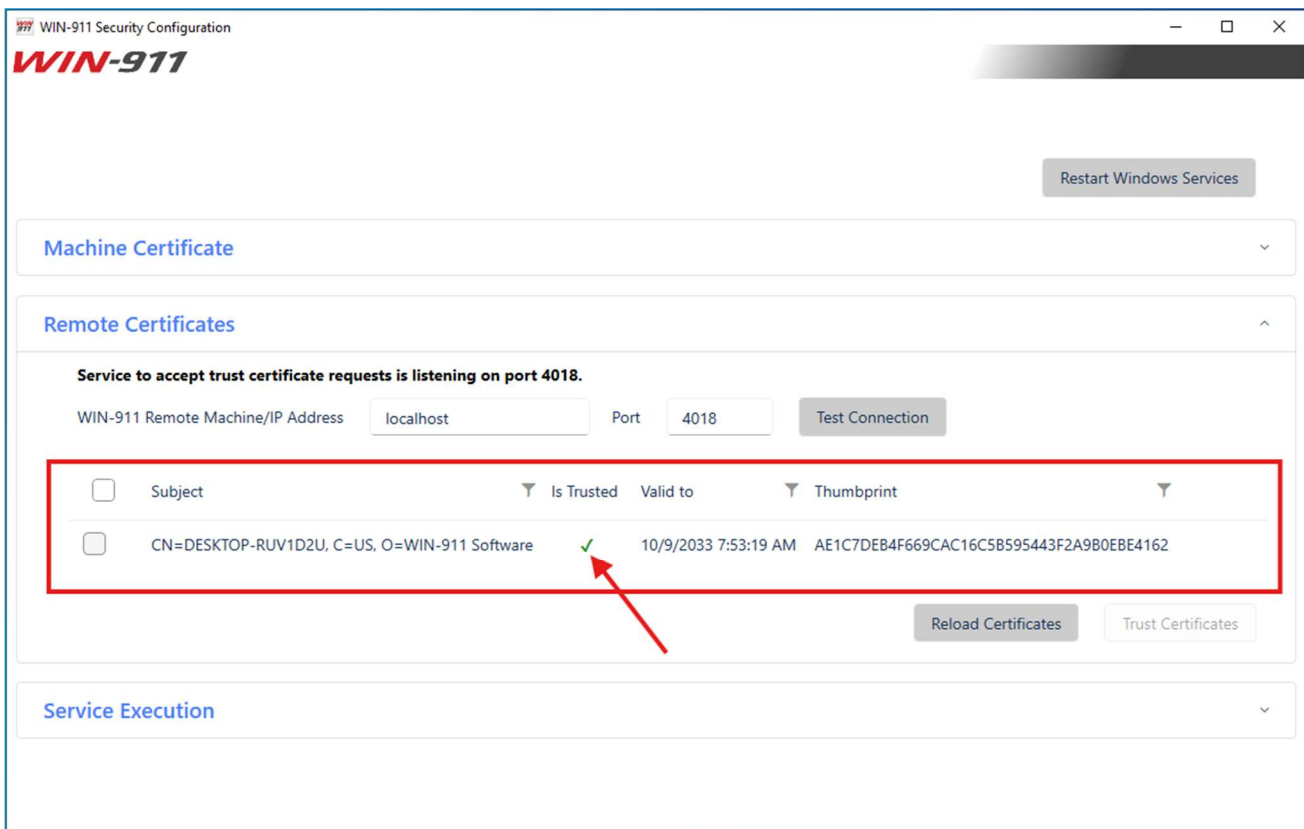 WIN 911 WIN-911 Security Configuration
WIN-911
Restart Windows Services
Machine Certificate
Remote Certificates
Service to accept trust certificate requests is listening on port 4018.
WIN-911 Remote Machine/IP Address localhost Port 4018 Test Connection
Subject Is Trusted Valid to Thumbprint
CN=DESKTOP-RUV1D2U, C=US, O=WIN-911 Software 10/9/2033 7:53:19 AM AE1C7DEB4F669CAC16C5B595443F2A9B0EBE4162
Reload Certificates Trust Certificates
Service Execution